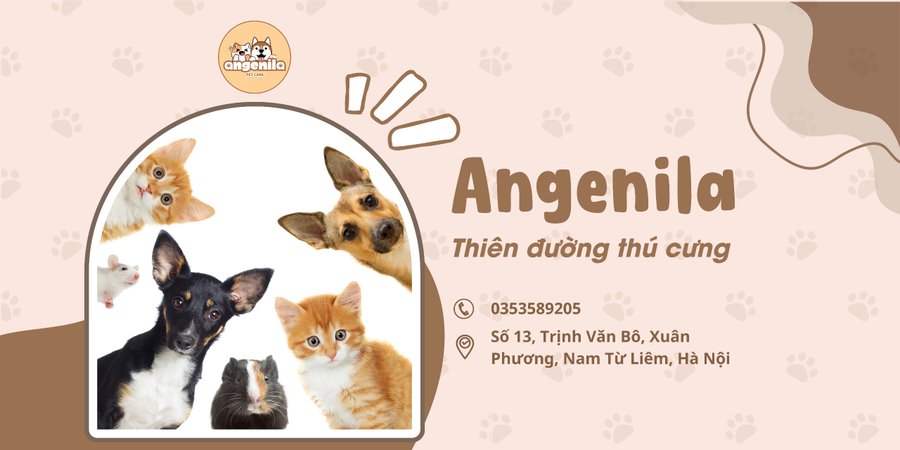 angenila
PET CARE
Angenila
Thiên đường thú cưng
0353589205
Số 13, Trịnh Văn Bô, Xuân
Phương, Nam Từ Liêm, Hà Nội